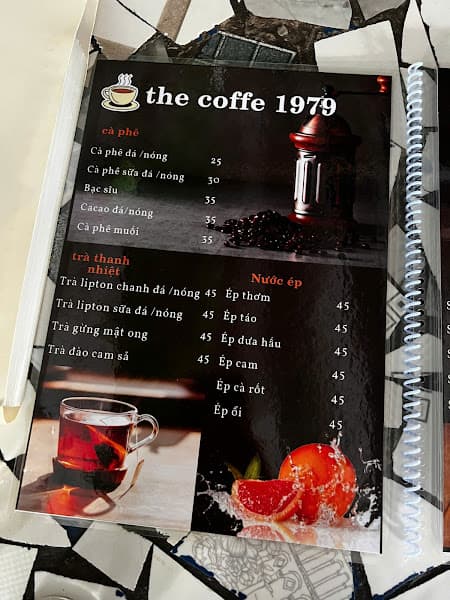 the coffe 1979
cà phê
Cà phê đá /nóng 25
Cà phê sữa đá /nóng 30
Bạc sỉu 35
Cacao đá/nóng 35
Cà phê muối 35
trà thanh
nhiệt
Trà lipton chanh đá /nóng 45
Trà lipton sữa đá /nóng 45
Trà gừng mật ong 45
Trà đào cam sả 45
Nước ép
Ép thơm 45
Ép táo 45
Ép dưa hấu 45
Ép cam 45
Ép cà rốt 45
Ép ổi 45